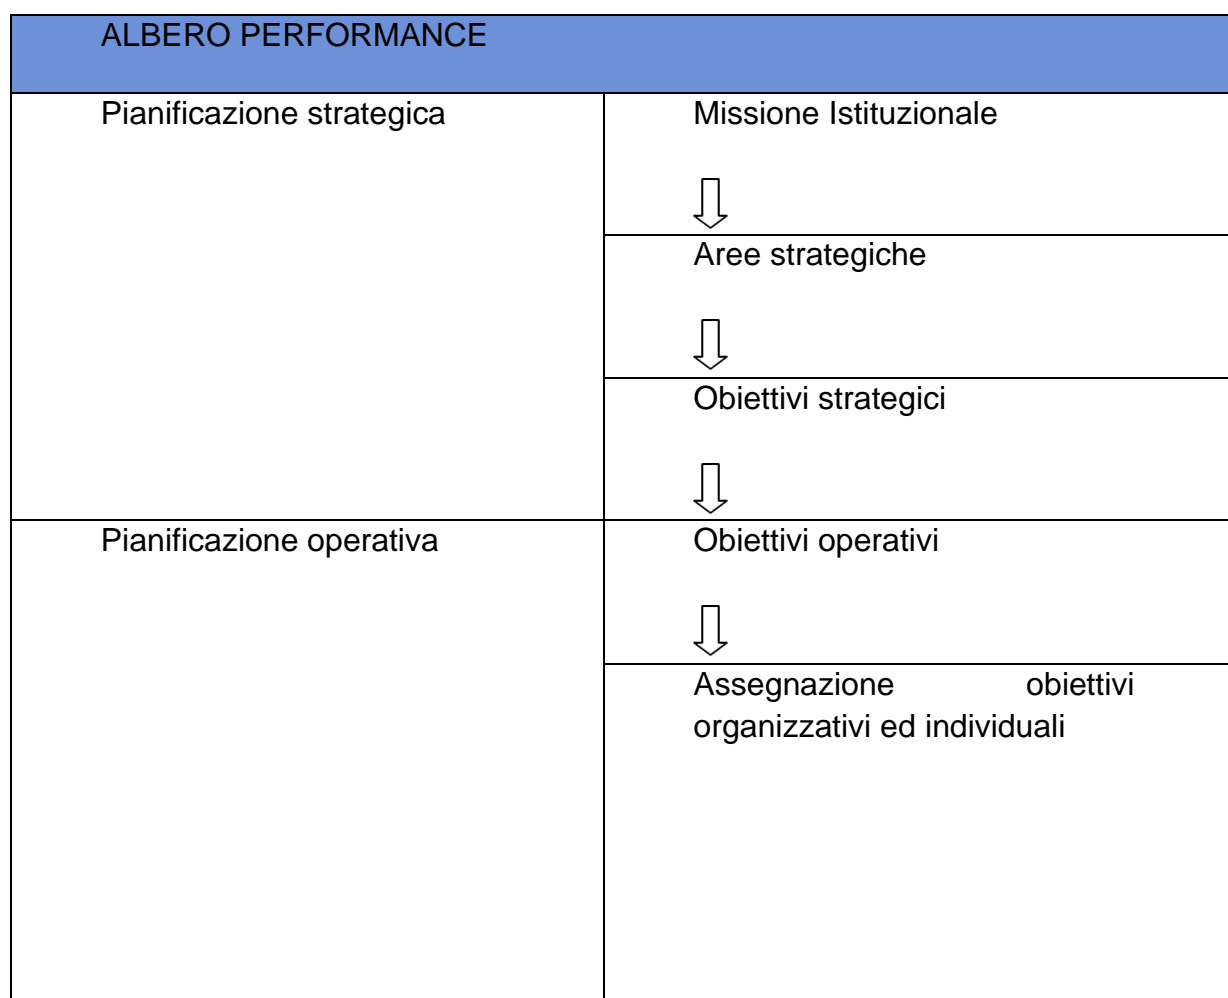 ALBERO PERFORMANCE
Pianificazione strategica
Missione Istituzionale
Aree strategiche
Obiettivi strategici
Pianificazione operativa
Obiettivi operativi
Assegnazione obiettivi
organizzativi ed individuali